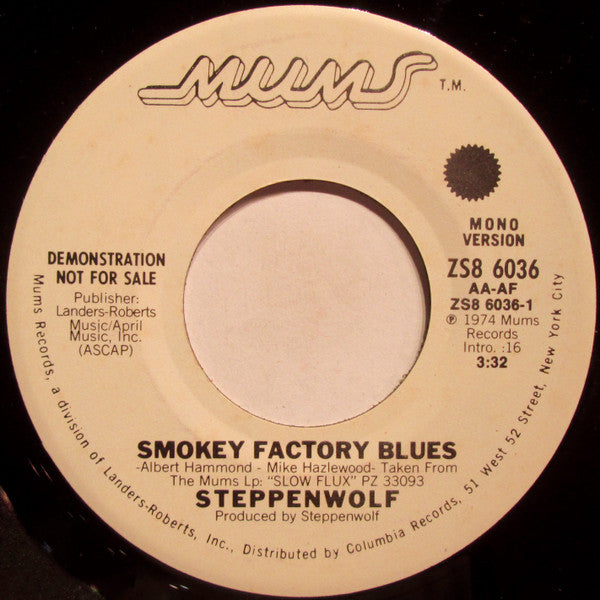 MUMS T.M.
DEMONSTRATION
NOT FOR SALE
Publisher:
Landers-Roberts
Music/April
Music, Inc.
(ASCAP)
MONO
VERSION
ZS8 6036
AA-AF
ZS8 6036-1
℗ 1974 Mums
Records
Intro. :16
3:32
SMOKEY FACTORY BLUES
-Albert Hammond - Mike Hazlewood- Taken From
The Mums Lp: "SLOW FLUX" PZ 33093
STEPPENWOLF
Produced by Steppenwolf
Mums Records, a division of Landers-Roberts, Inc., Distributed by Columbia Records, 51 West 52 Street, New York City